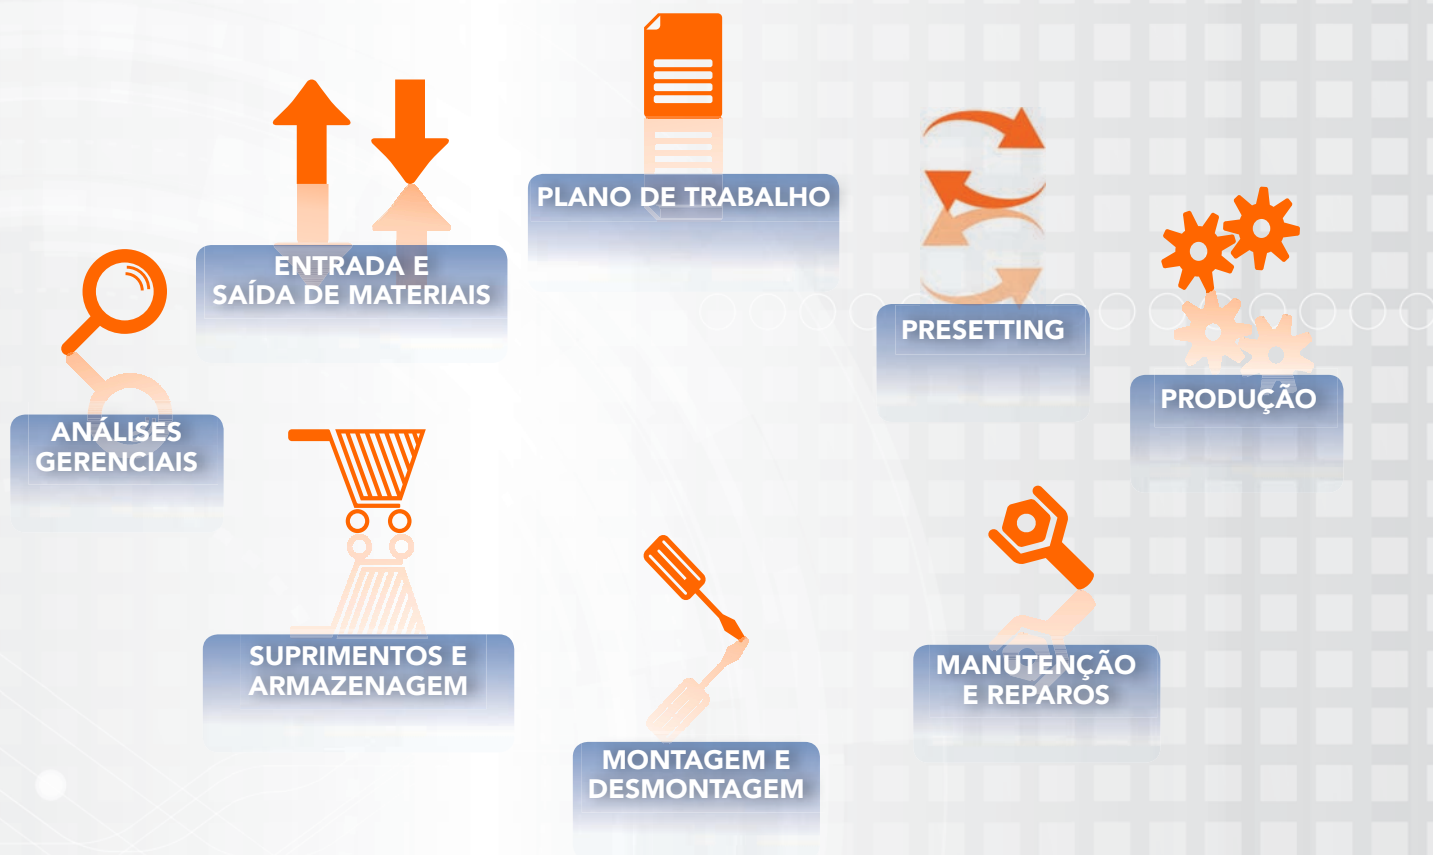 PLANO DE TRABALHO
ENTRADA E
SAÍDA DE MATERIAIS
PRESETTING
PRODUÇÃO
ANÁLISES
GERENCIAIS
SUPRIMENTOS E
ARMAZENAGEM
MANUTENÇÃO
E REPAROS
MONTAGEM E
DESMONTAGEM